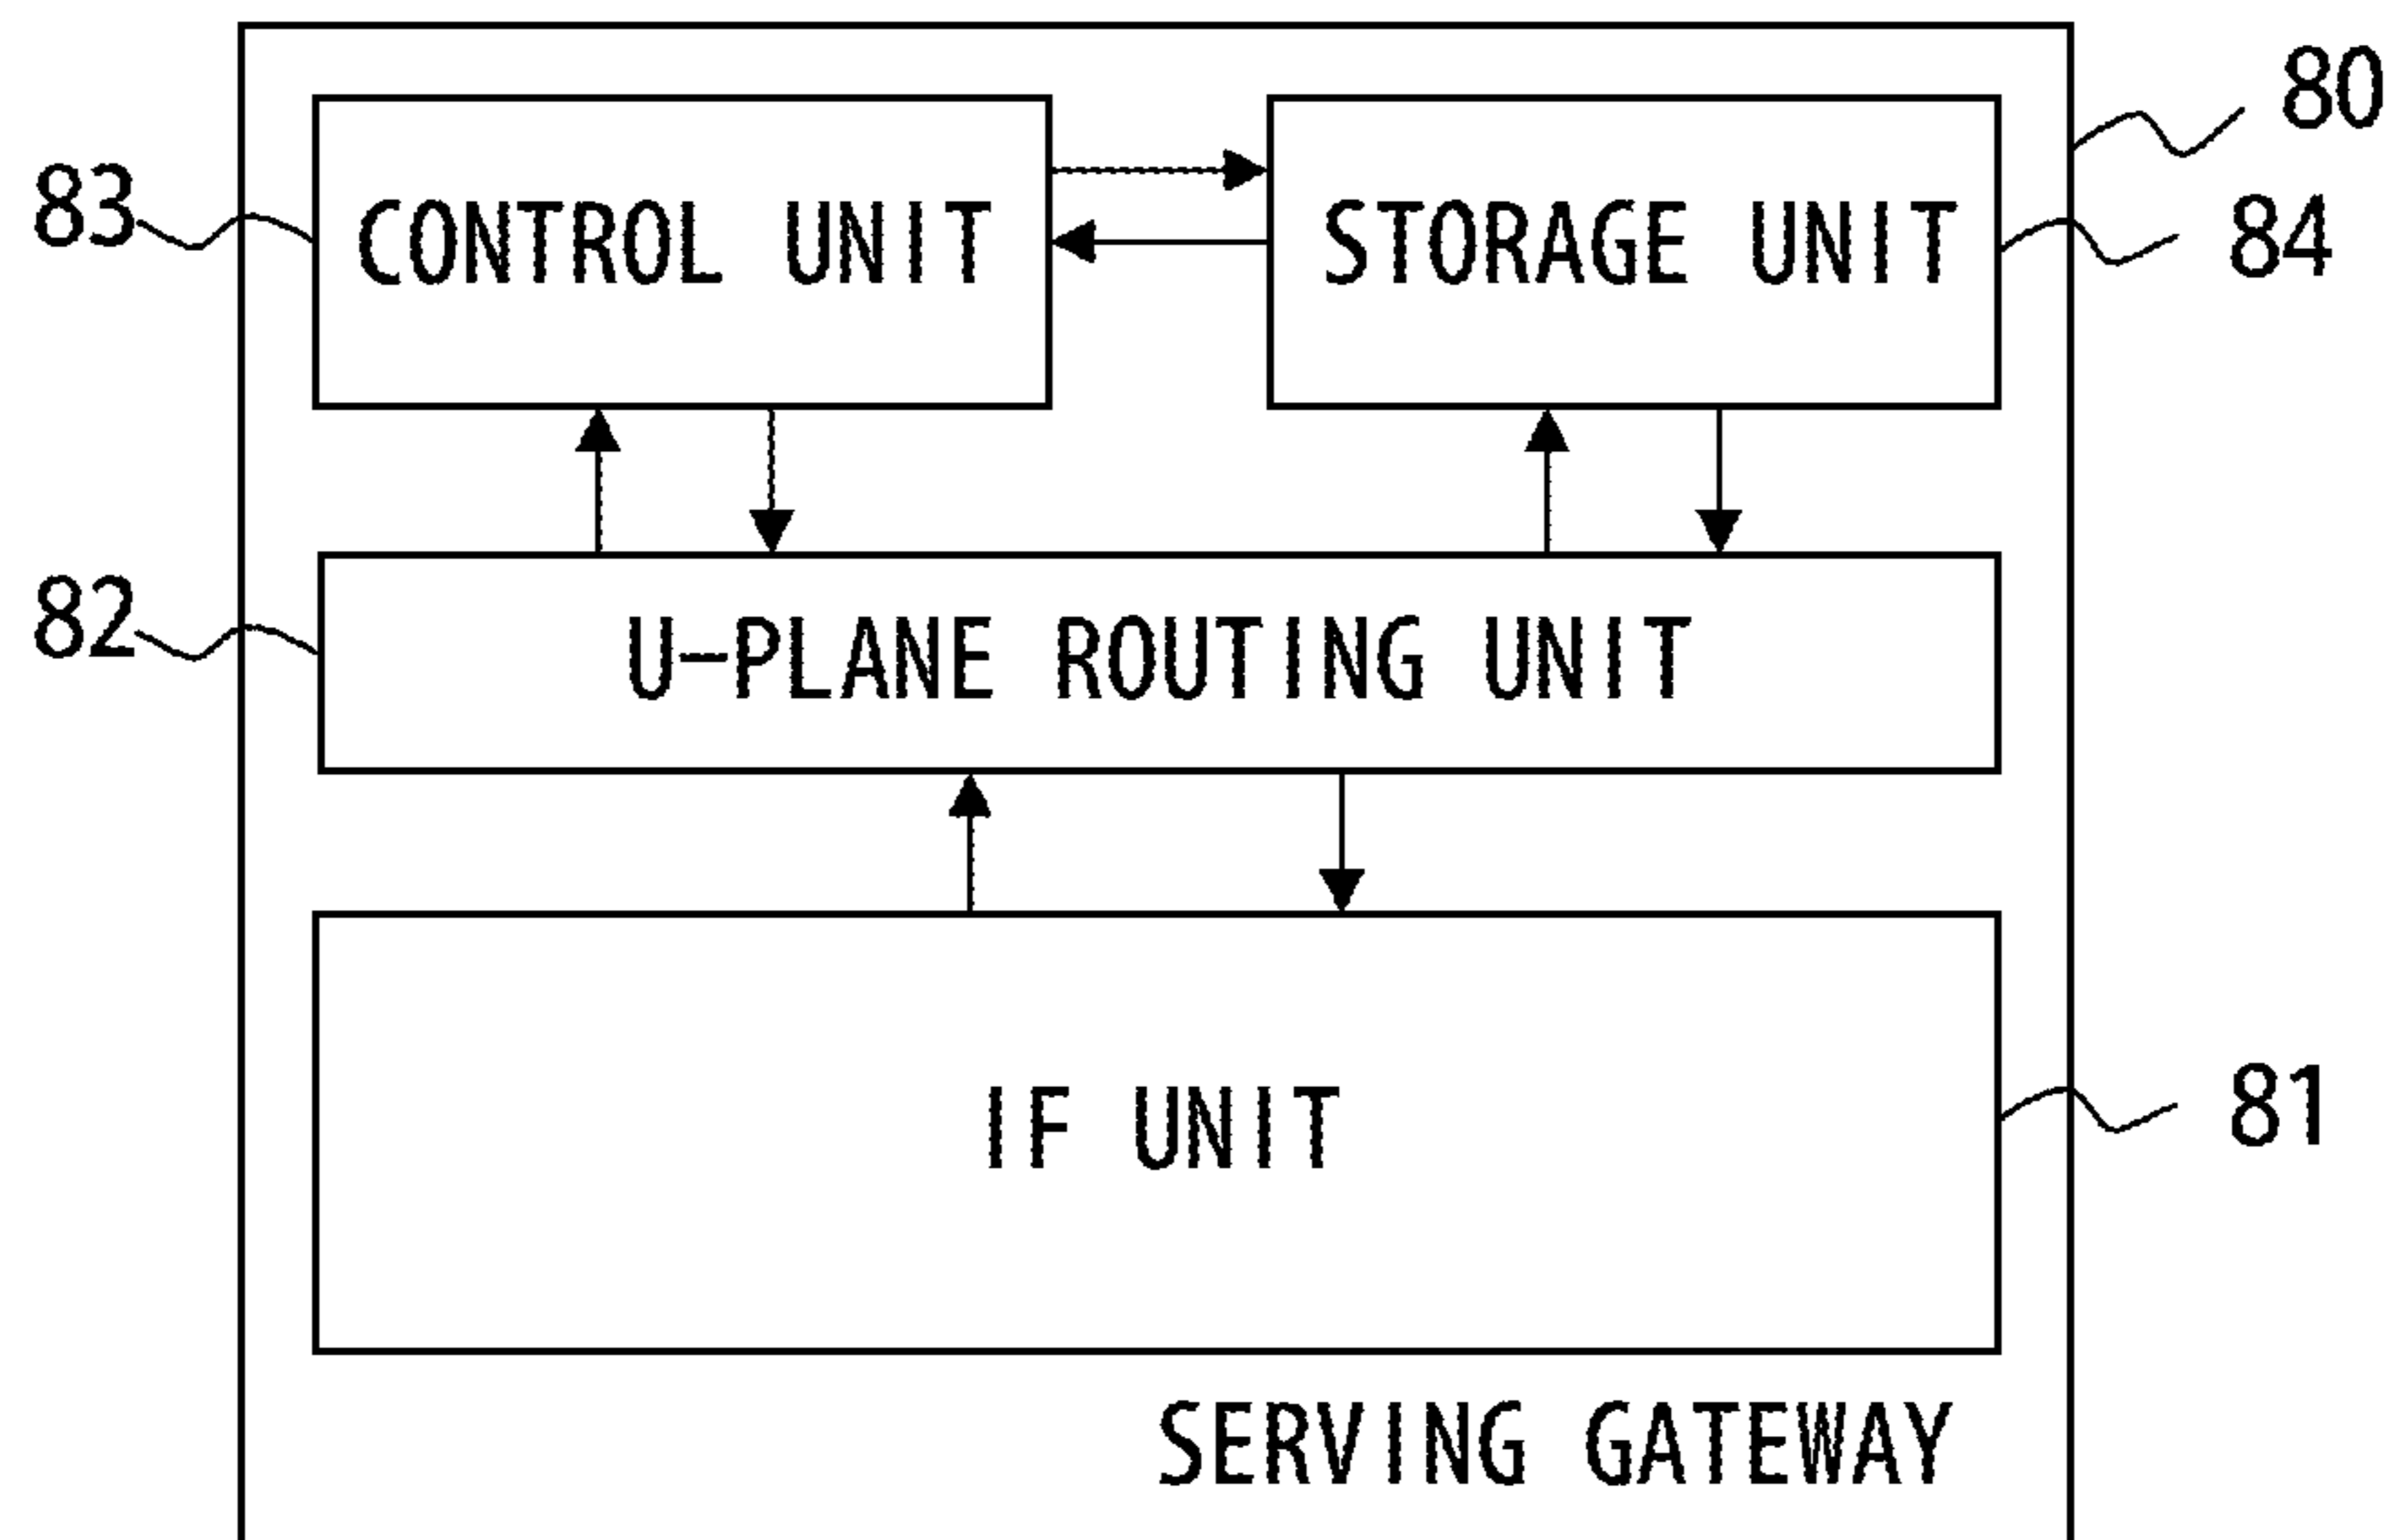 80
83
CONTROL UNIT
STORAGE UNIT
84
82
U-PLANE ROUTING UNIT
IF UNIT
81
SERVING GATEWAY